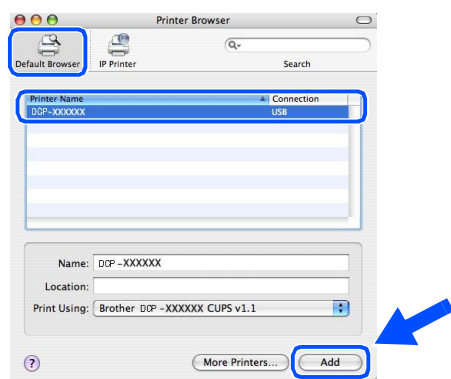 Printer Browser
Default Browser IP Printer Search
Printer Name Connection
DCP-XXXXXX USB
Name: DCP-XXXXXX
Location:
Print Using: Brother DCP-XXXXXX CUPS v1.1
? More Printers... Add